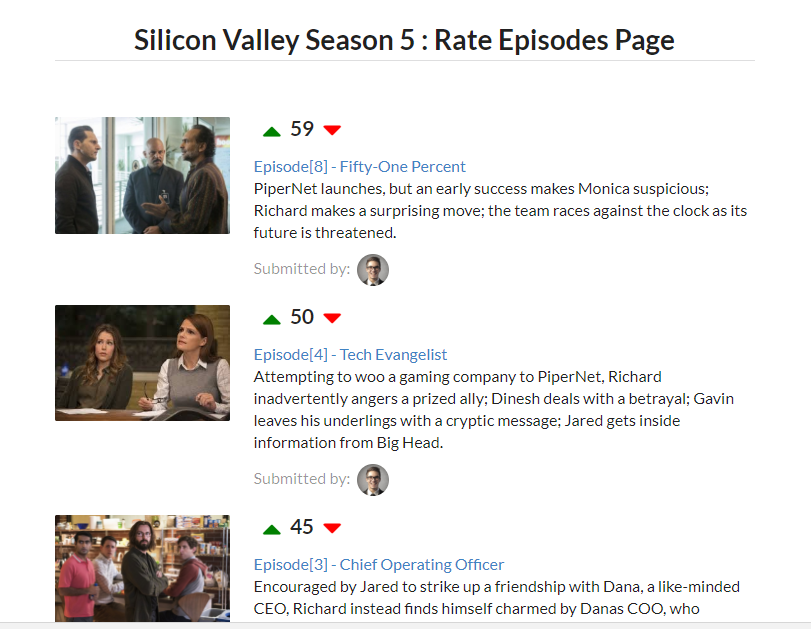 Silicon Valley Season 5 : Rate Episodes Page
59
Episode[8] - Fifty-One Percent
PiperNet launches, but an early success makes Monica suspicious;
Richard makes a surprising move; the team races against the clock as its
future is threatened.
Submitted by:
50
Episode[4] - Tech Evangelist
Attempting to woo a gaming company to PiperNet, Richard
inadvertently angers a prized ally; Dinesh deals with a betrayal; Gavin
leaves his underlings with a cryptic message; Jared gets inside
information from Big Head.
Submitted by:
45
Episode[3] - Chief Operating Officer
Encouraged by Jared to strike up a friendship with Dana, a like-minded
CEO, Richard instead finds himself charmed by Danas COO, who